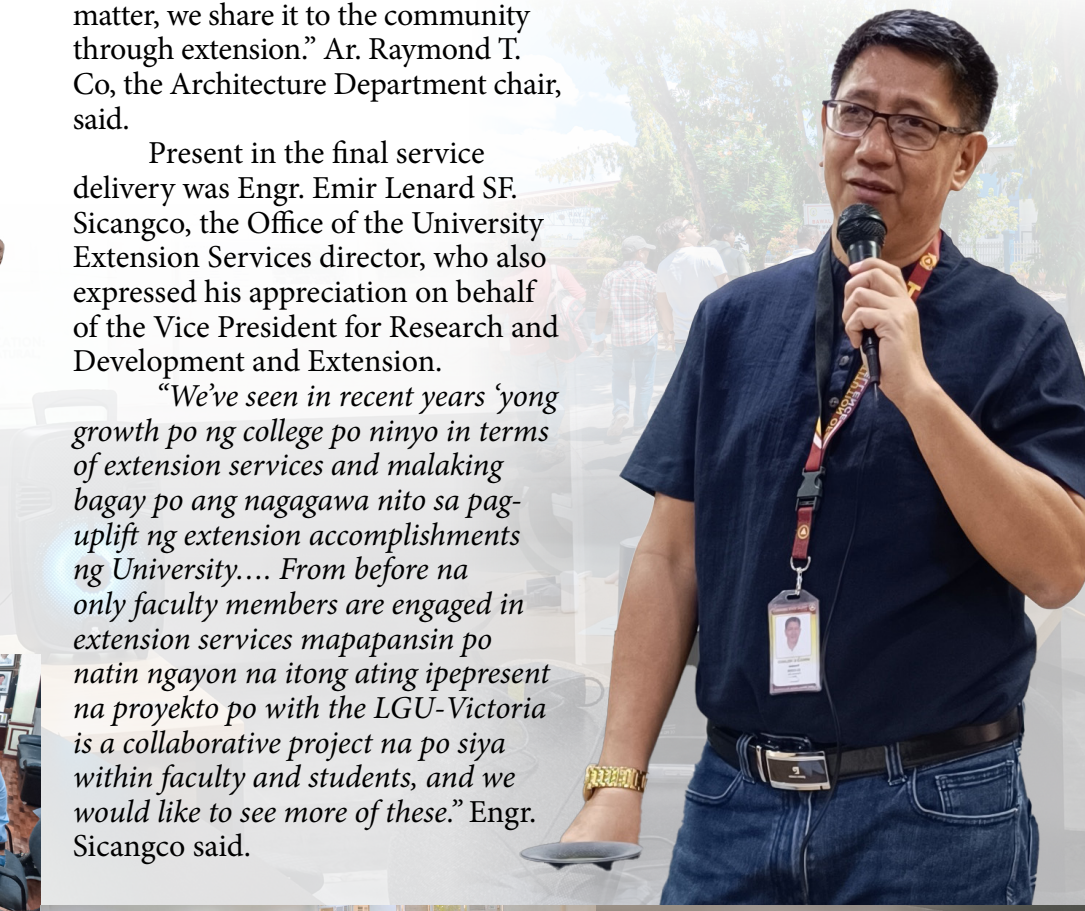 matter, we share it to the community
through extension.” Ar. Raymond T.
Co, the Architecture Department chair,
said.
Present in the final service
delivery was Engr. Emir Lenard SF.
Sicangco, the Office of the University
Extension Services director, who also
expressed his appreciation on behalf
of the Vice President for Research and
Development and Extension.
“We’ve seen in recent years ‘yong
growth po ng college po ninyo in terms
of extension services and malaking
bagay po ang nagagawa nito sa pag-
uplift ng extension accomplishments
ng University…. From before na
only faculty members are engaged in
extension services mapapansin po
natin ngayon na itong ating ipepresent
na proyekto po with the LGU-Victoria
is a collaborative project na po siya
within faculty and students, and we
would like to see more of these.” Engr.
Sicangco said.